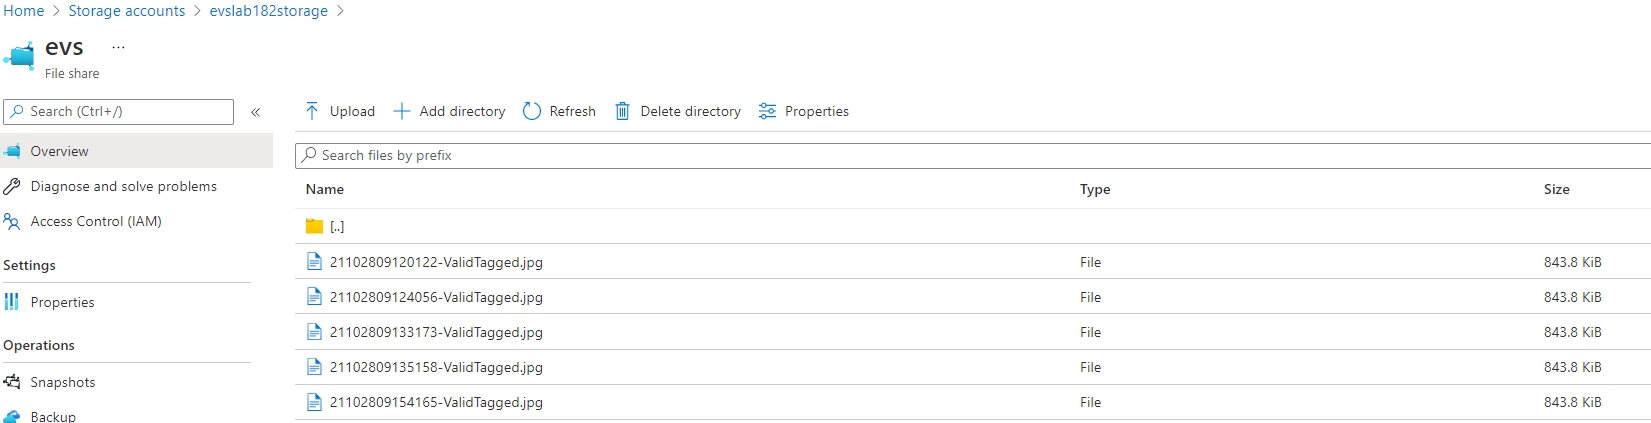 Home > Storage accounts > evslab182storage >
evs ...
File share
Search (Ctrl+/) «
Overview
Diagnose and solve problems
Access Control (IAM)
Settings
Properties
Operations
Snapshots
Backup
Upload Add directory Refresh Delete directory Properties
Search files by prefix
Name Type Size
[..]
21102809120122-ValidTagged.jpg File 843.8 KiB
21102809124056-ValidTagged.jpg File 843.8 KiB
21102809133173-ValidTagged.jpg File 843.8 KiB
21102809135158-ValidTagged.jpg File 843.8 KiB
21102809154165-ValidTagged.jpg File 843.8 KiB